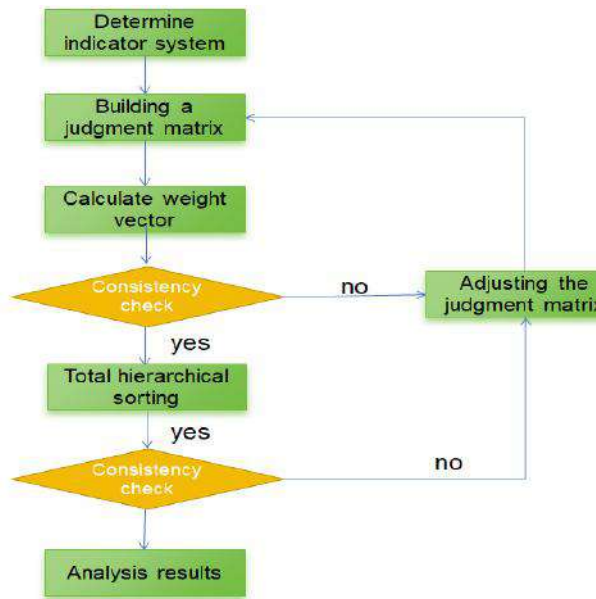 Determine
indicator system
Building a
judgment matrix
Calculate weight
vector
Consistency
check
no
Adjusting the
judgment matrix
yes
Total hierarchical
sorting
yes
Consistency
check
no
Analysis results